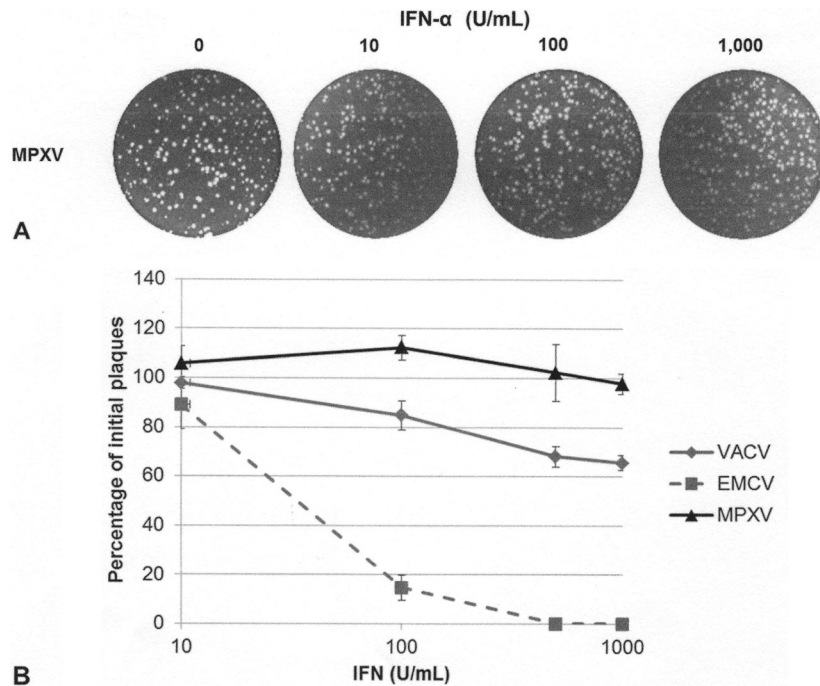 IFN-α (U/mL)
0 10 100 1,000
MPXV
A
140
120
100
80
60
40
20
0
Percentage of initial plaques
10 100 1000
IFN (U/mL)
VACV
EMCV
MPXV
B